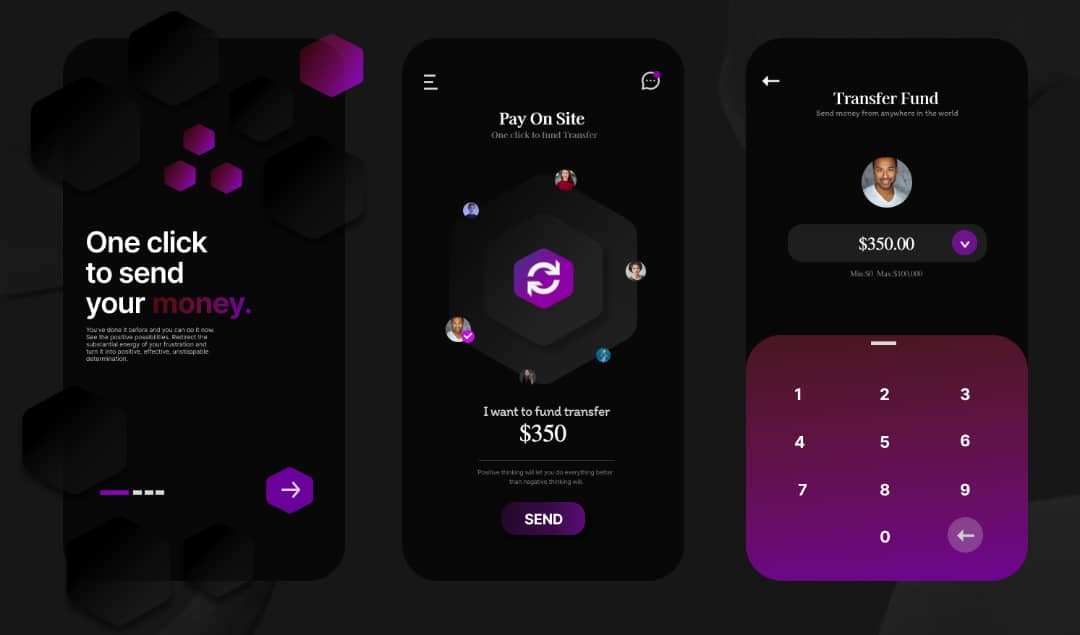 One click
to send
your money.
You've done it before and you can do it now.
See the positive possibilities. Redirect the
substantial energy of your frustration and
turn it into positive, effective, unstoppable
determination.
Pay On Site
One click to fund Transfer
I want to fund transfer
$350
Positive thinking will let you do everything better
than negative thinking will.
SEND
Transfer Fund
Send money from anywhere in the world
$350.00
Min:$0 Max:$100,000
1 2 3
4 5 6
7 8 9
0